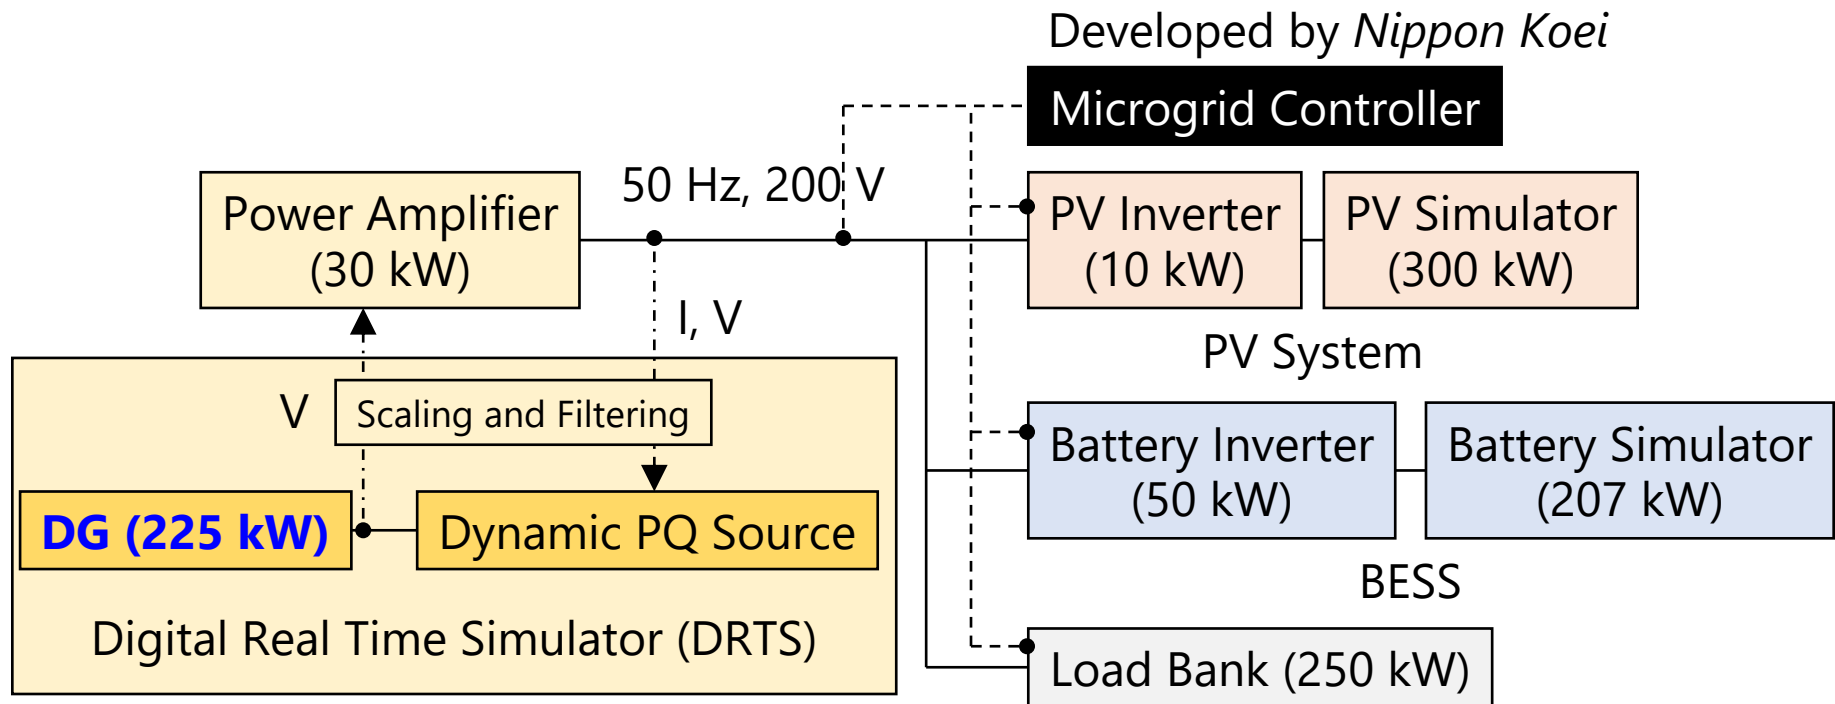 Developed by Nippon Koei
Microgrid Controller
50 Hz, 200 V
Power Amplifier
(30 kW)
PV Inverter
(10 kW)
PV Simulator
(300 kW)
I, V
PV System
V
Scaling and Filtering
Battery Inverter
(50 kW)
Battery Simulator
(207 kW)
DG (225 kW)
Dynamic PQ Source
BESS
Digital Real Time Simulator (DRTS)
Load Bank (250 kW)